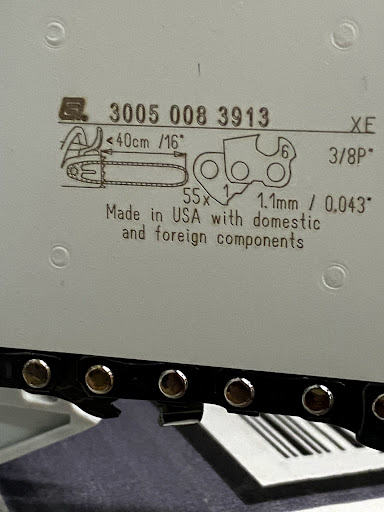 3005 008 3913
XE
<40cm /16"
6
3/8P"
55x
1
1.1mm / 0.043"
Made in USA with domestic
and foreign components